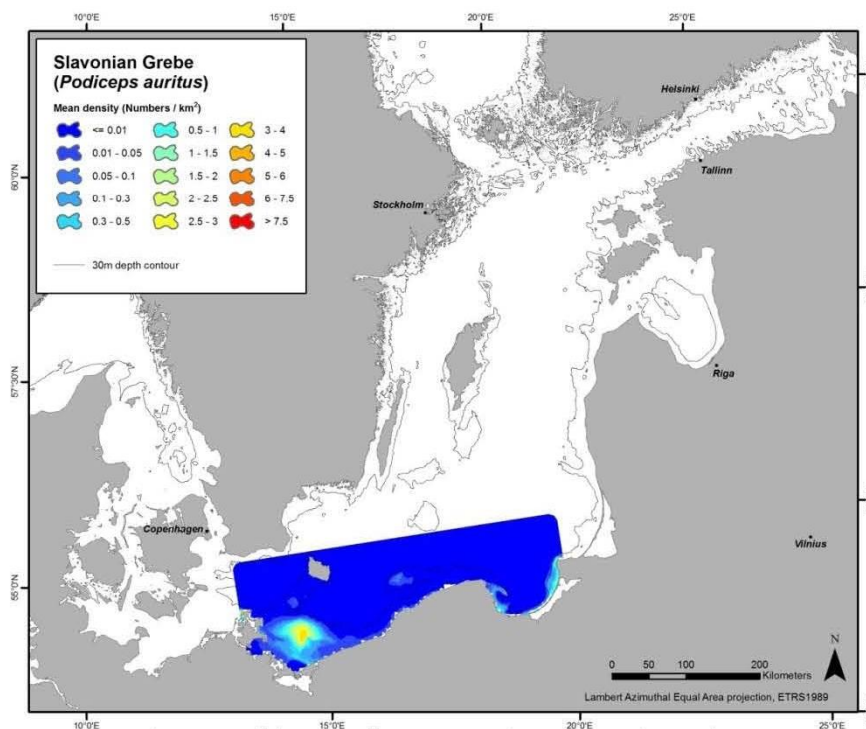 10°0'E 15°0'E 20°0'E 25°0'E
Slavonian Grebe
(Podiceps auritus)
Mean density (Numbers / km²)
<= 0.01 0.5 - 1 3 - 4
0.01 - 0.05 1 - 1.5 4 - 5
0.05 - 0.1 1.5 - 2 5 - 6
0.1 - 0.3 2 - 2.5 6 - 7.5
0.3 - 0.5 2.5 - 3 > 7.5
30m depth contour
Helsinki
Tallinn
60°0'N
Stockholm
Riga
57°30'N
Copenhagen
Vilnius
55°0'N
N
0 50 100 200
Kilometers
Lambert Azimuthal Equal Area projection, ETRS1989
10°0'E 15°0'E 20°0'E 25°0'E